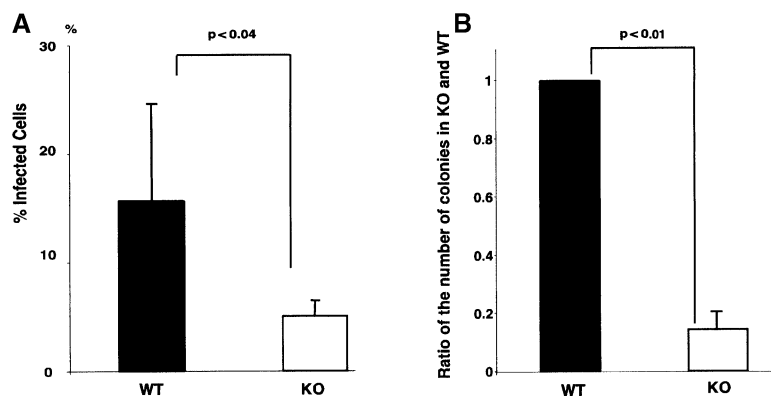 A
%
p < 0.04
30
20
10
0
% Infected Cells
WT
KO
B
p < 0.01
1
0.8
0.6
0.4
0.2
0
Ratio of the number of colonies in KO and WT
WT
KO